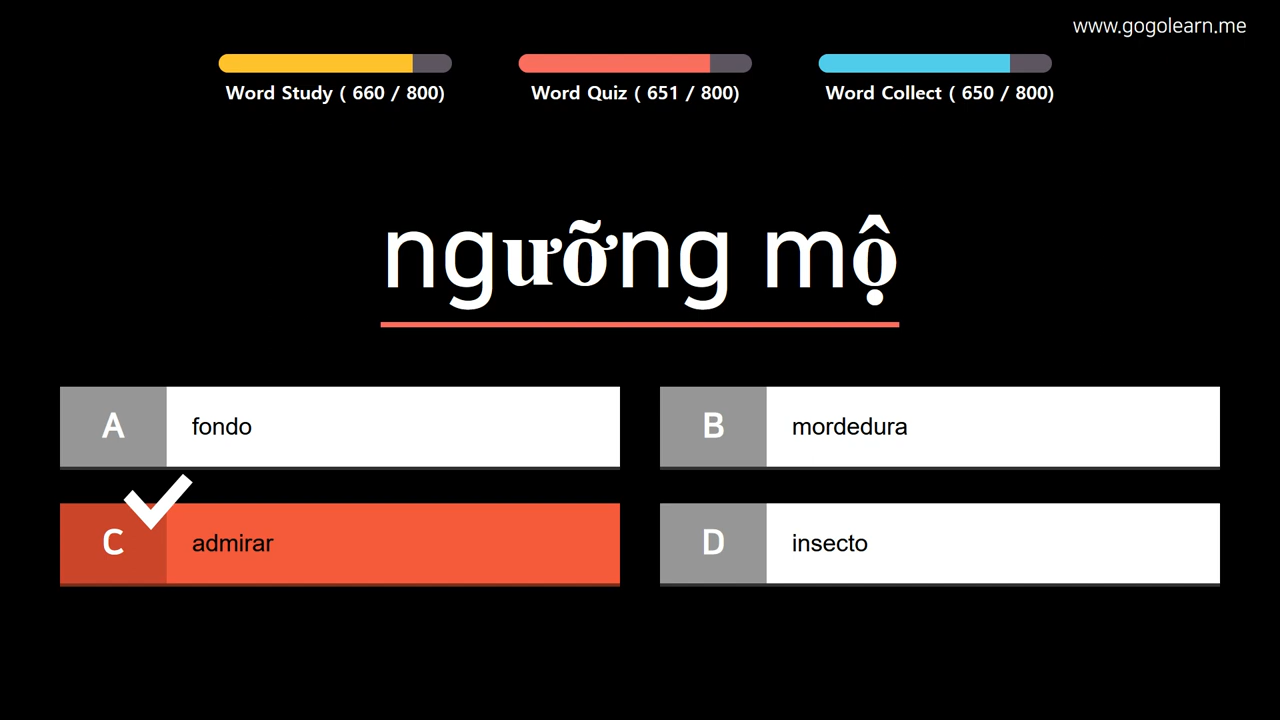 www.gogolearn.me
Word Study ( 660 / 800)
Word Quiz ( 651 / 800)
Word Collect ( 650 / 800)
ngưỡng mộ
A fondo
B mordedura
C admirar
D insecto